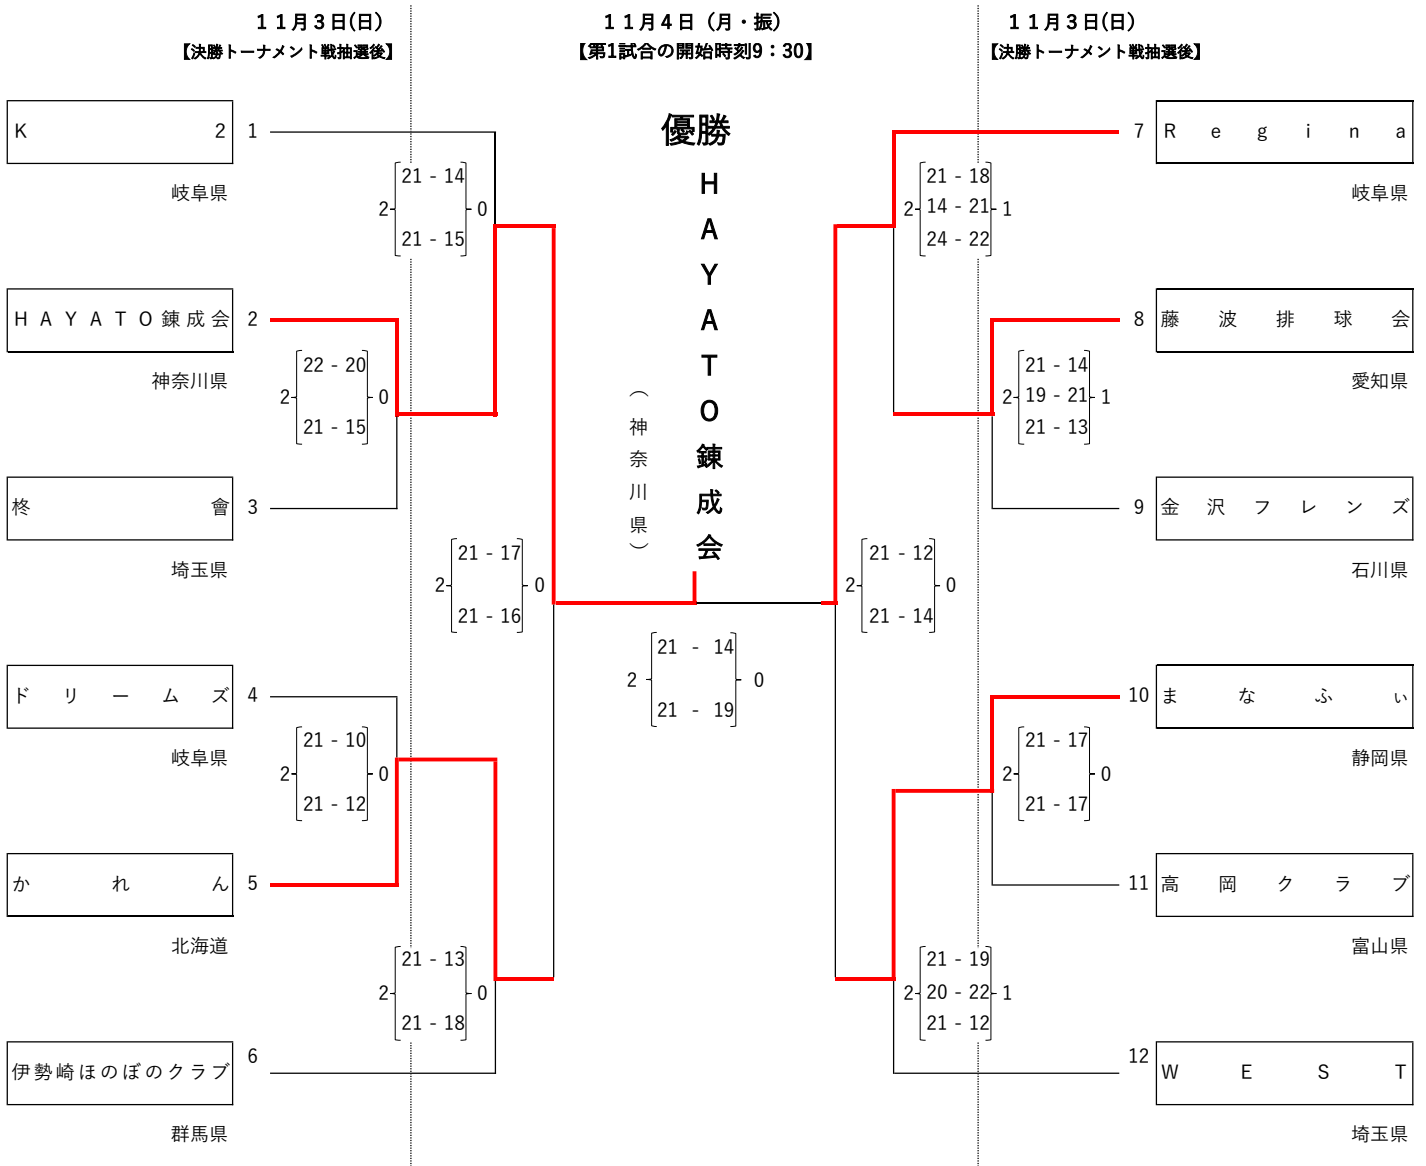 １１月３日(日)
【決勝トーナメント戦抽選後】
１１月４日（月・振）
【第1試合の開始時刻9：30】
１１月３日(日)
【決勝トーナメント戦抽選後】
優勝
ＨＡＹＡＴＯ錬成会
（神奈川県）
K 2 1
岐阜県
21 - 14
2 0
21 - 15
ＨＡＹＡＴＯ錬成会 2
神奈川県
22 - 20
2 0
21 - 15
柊會 3
埼玉県
21 - 17
2 0
21 - 16
ドリームズ 4
岐阜県
21 - 10
2 0
21 - 12
かれん 5
北海道
21 - 13
2 0
21 - 18
伊勢崎ほのぼのクラブ 6
群馬県
21 - 14
2 0
21 - 19
7 Regina
岐阜県
21 - 18
2 14 - 21 1
24 - 22
8 藤波排球会
愛知県
21 - 14
2 19 - 21 1
21 - 13
9 金沢フレンズ
石川県
21 - 12
2 0
21 - 14
10 まなふぃ
静岡県
21 - 17
2 0
21 - 17
11 高岡クラブ
富山県
21 - 19
2 20 - 22 1
21 - 12
12 WEST
埼玉県